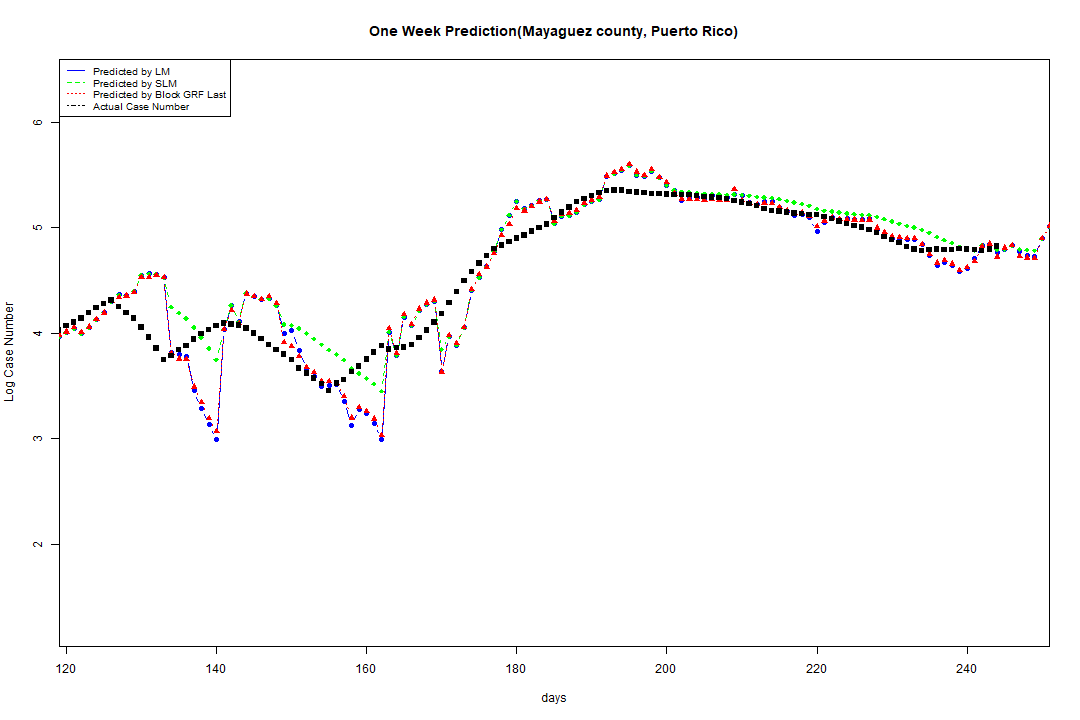 One Week Prediction(Mayaguez county, Puerto Rico)
Predicted by LM
Predicted by SLM
Predicted by Block GRF Last
Actual Case Number
6
5
4
3
2
Log Case Number
120 140 160 180 200 220 240
days